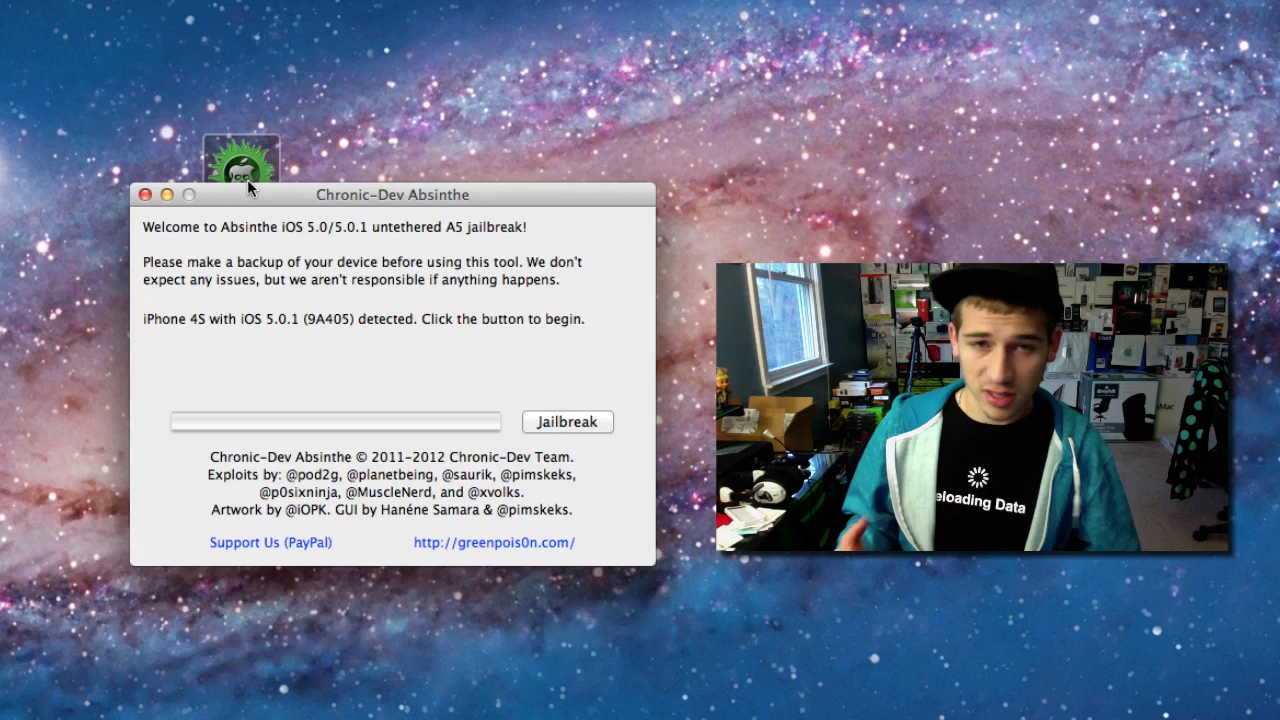 Chronic-Dev Absinthe
Welcome to Absinthe iOS 5.0/5.0.1 untethered A5 jailbreak!
Please make a backup of your device before using this tool. We don't
expect any issues, but we aren't responsible if anything happens.
iPhone 4S with iOS 5.0.1 (9A405) detected. Click the button to begin.
Jailbreak
Chronic-Dev Absinthe © 2011-2012 Chronic-Dev Team.
Exploits by: @pod2g, @planetbeing, @saurik, @pimskeks,
@p0sixninja, @MuscleNerd, and @xvolks.
Artwork by @iOPK. GUI by Hanéne Samara & @pimskeks.
Support Us (PayPal)
http://greenpois0n.com/
eloading Data
iMac